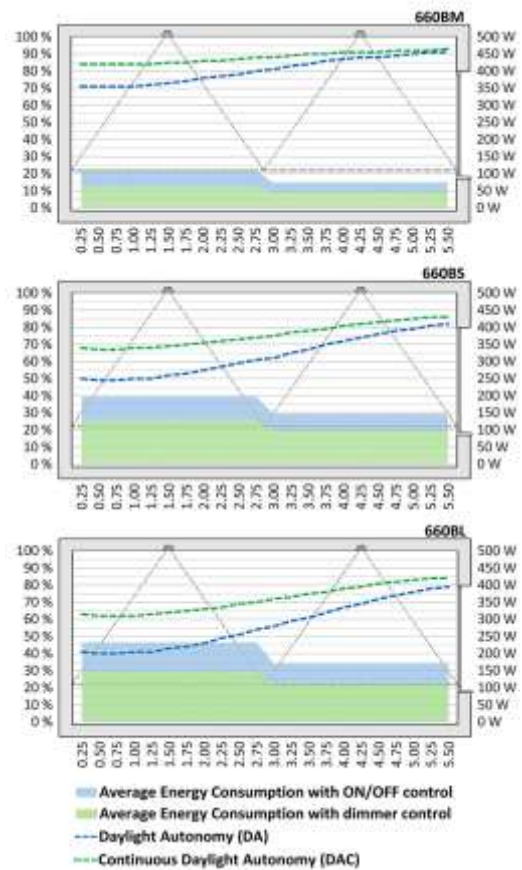 660BM
100 % 500 W
90 % 450 W
80 % 400 W
70 % 350 W
60 % 300 W
50 % 250 W
40 % 200 W
30 % 150 W
20 % 100 W
10 % 50 W
0 % 0 W
0.25 0.50 0.75 1.00 1.25 1.50 1.75 2.00 2.25 2.50 2.75 3.00 3.25 3.50 3.75 4.00 4.25 4.50 4.75 5.00 5.25 5.50
660BS
100 % 500 W
90 % 450 W
80 % 400 W
70 % 350 W
60 % 300 W
50 % 250 W
40 % 200 W
30 % 150 W
20 % 100 W
10 % 50 W
0 % 0 W
0.25 0.50 0.75 1.00 1.25 1.50 1.75 2.00 2.25 2.50 2.75 3.00 3.25 3.50 3.75 4.00 4.25 4.50 4.75 5.00 5.25 5.50
660BL
100 % 500 W
90 % 450 W
80 % 400 W
70 % 350 W
60 % 300 W
50 % 250 W
40 % 200 W
30 % 150 W
20 % 100 W
10 % 50 W
0 % 0 W
0.25 0.50 0.75 1.00 1.25 1.50 1.75 2.00 2.25 2.50 2.75 3.00 3.25 3.50 3.75 4.00 4.25 4.50 4.75 5.00 5.25 5.50
Average Energy Consumption with ON/OFF control
Average Energy Consumption with dimmer control
Daylight Autonomy (DA)
Continuous Daylight Autonomy (DAC)